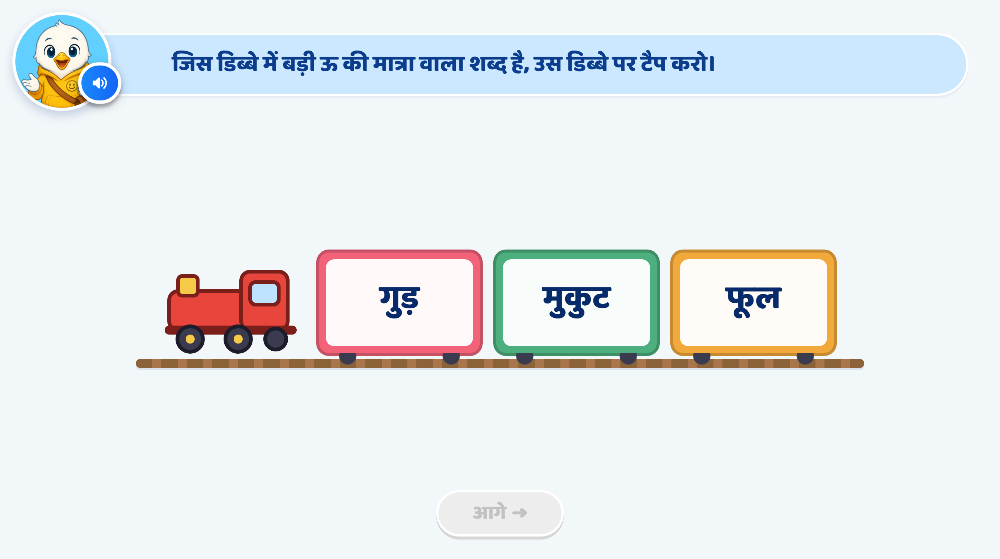 जिस डिब्बे में बड़ी ऊ की मात्रा वाला शब्द है, उस डिब्बे पर टैप करो।
गुड़ मुकुट फूल
आगे →